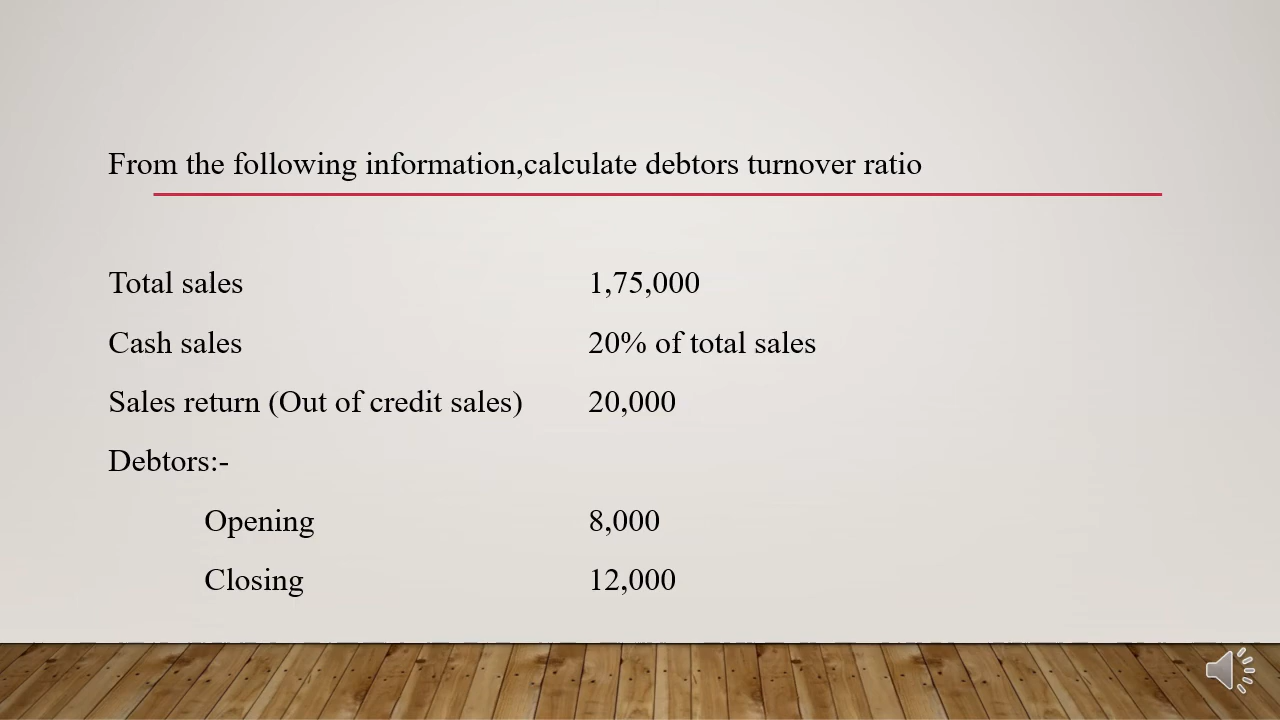 From the following information,calculate debtors turnover ratio
Total sales 1,75,000
Cash sales 20% of total sales
Sales return (Out of credit sales) 20,000
Debtors:-
Opening 8,000
Closing 12,000